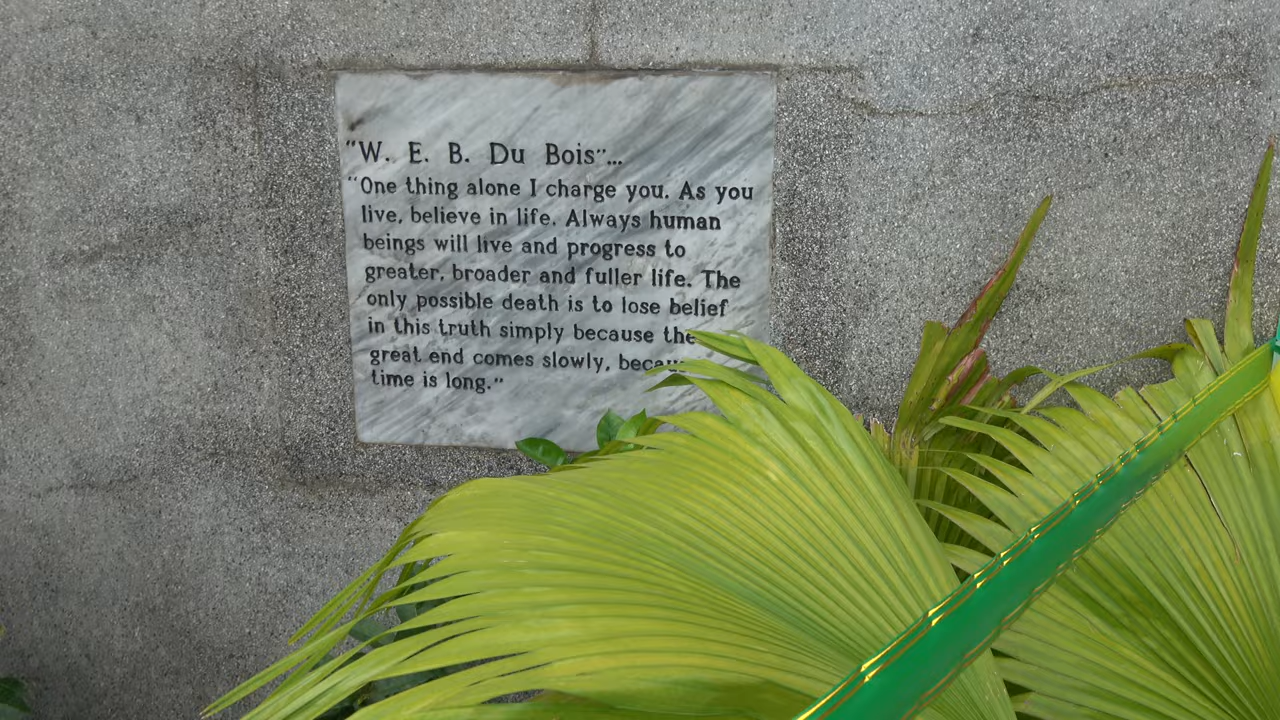 "W. E. B. Du Bois"...
"One thing alone I charge you. As you
live, believe in life. Always human
beings will live and progress to
greater, broader and fuller life. The
only possible death is to lose belief
in this truth simply because the
great end comes slowly,
time is long."